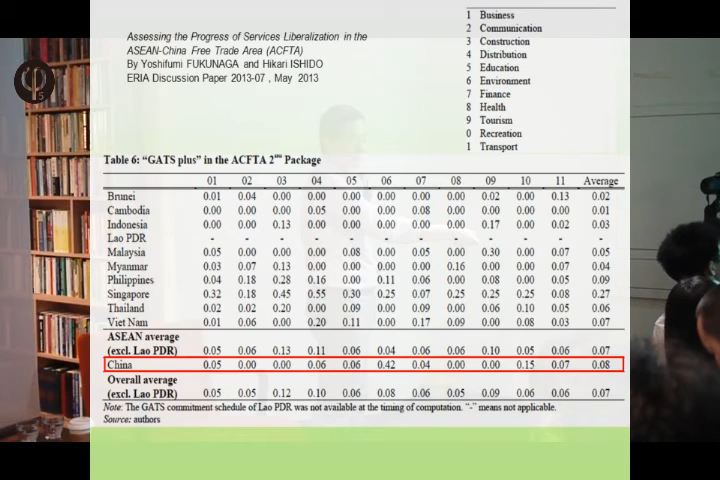 Assessing the Progress of Services Liberalization in the
ASEAN-China Free Trade Area (ACFTA)
By Yoshifumi FUKUNAGA and Hikari ISHIDO
ERIA Discussion Paper 2013-07 , May 2013
1 Business
2 Communication
3 Construction
4 Distribution
5 Education
6 Environment
7 Finance
8 Health
9 Tourism
0 Recreation
1 Transport
Table 6: “GATS plus” in the ACFTA 2nd Package
01 02 03 04 05 06 07 08 09 10 11 Average
Brunei 0.01 0.04 0.00 0.00 0.00 0.00 0.00 0.00 0.02 0.00 0.13 0.02
Cambodia 0.00 0.00 0.00 0.05 0.00 0.00 0.08 0.00 0.00 0.00 0.00 0.01
Indonesia 0.00 0.00 0.13 0.00 0.00 0.00 0.00 0.00 0.17 0.00 0.02 0.03
Lao PDR - - - - - - - - - - - -
Malaysia 0.05 0.00 0.00 0.00 0.08 0.00 0.05 0.00 0.30 0.00 0.07 0.05
Myanmar 0.03 0.07 0.13 0.00 0.00 0.00 0.00 0.16 0.00 0.00 0.07 0.04
Philippines 0.04 0.18 0.28 0.16 0.00 0.11 0.06 0.00 0.08 0.00 0.05 0.09
Singapore 0.32 0.18 0.45 0.55 0.30 0.25 0.07 0.25 0.25 0.25 0.08 0.27
Thailand 0.02 0.02 0.20 0.00 0.09 0.00 0.09 0.00 0.06 0.10 0.05 0.06
Viet Nam 0.01 0.06 0.00 0.20 0.11 0.00 0.17 0.09 0.00 0.08 0.03 0.07
ASEAN average
(excl. Lao PDR) 0.05 0.06 0.13 0.11 0.06 0.04 0.06 0.06 0.10 0.05 0.06 0.07
China 0.05 0.00 0.00 0.06 0.06 0.42 0.04 0.00 0.00 0.15 0.07 0.08
Overall average
(excl. Lao PDR) 0.05 0.05 0.12 0.10 0.06 0.08 0.06 0.05 0.09 0.06 0.06 0.07
Note: The GATS commitment schedule of Lao PDR was not available at the timing of computation. “-” means not applicable.
Source: authors